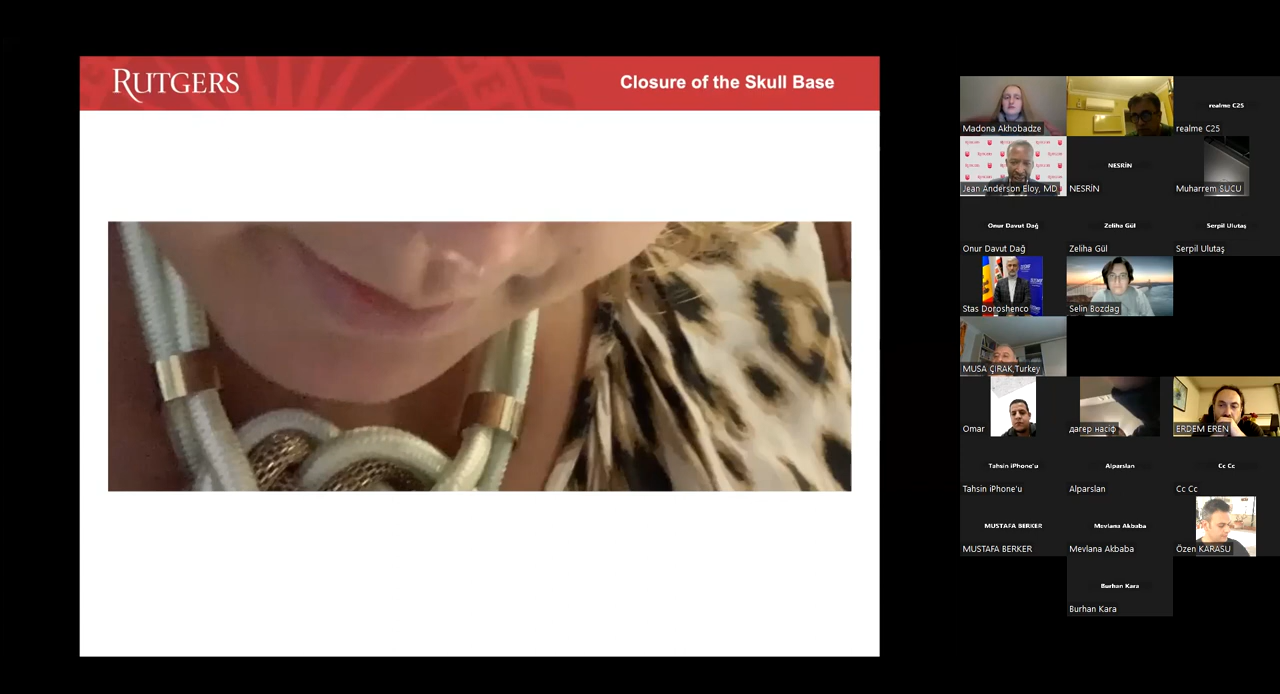 RUTGERS
Closure of the Skull Base
Madona Akhobadze
realme C25
realme C25
Jean Anderson Eloy, MD
NESRİN
NESRİN
Muharrem SUCU
Onur Davut Dağ
Onur Davut Dağ
Zeliha Gül
Zeliha Gül
Serpil Ulutaş
Serpil Ulutaş
Stas Doroshenco
Selin Bozdag
MUSA ÇIRAK,Turkey
Omar
дагер насіф
ERDEM EREN
Tahsin iPhone'u
Tahsin iPhone'u
Alparslan
Alparslan
Cc Cc
Cc Cc
MUSTAFA BERKER
MUSTAFA BERKER
Mevlana Akbaba
Mevlana Akbaba
Özen KARASU
Burhan Kara
Burhan Kara